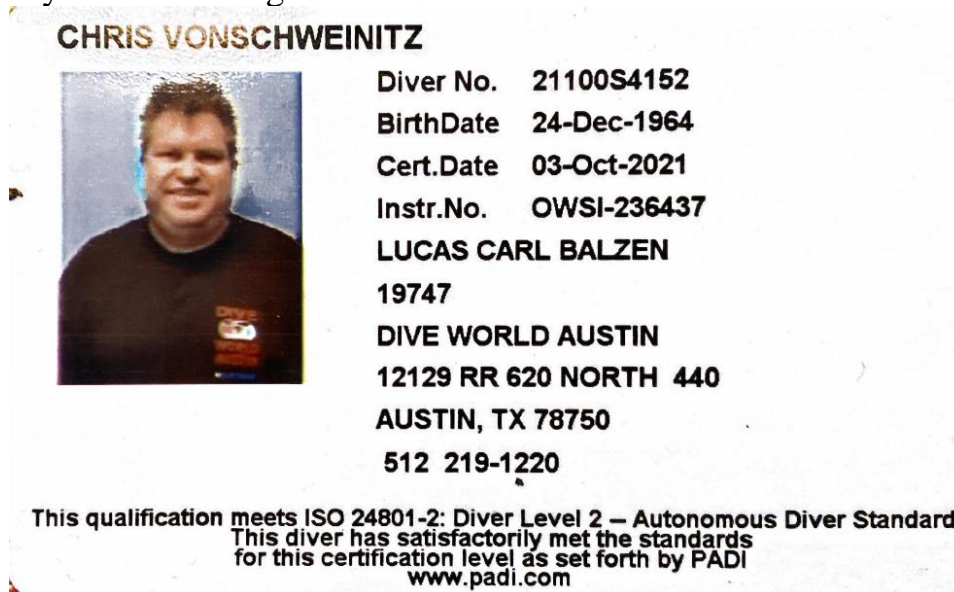 CHRIS VONSCHWEINITZ
Diver No. 21100S4152
BirthDate 24-Dec-1964
Cert.Date 03-Oct-2021
Instr.No. OWSI-236437
LUCAS CARL BALZEN
19747
DIVE WORLD AUSTIN
12129 RR 620 NORTH 440
AUSTIN, TX 78750
512 219-1220
DIVE
This qualification meets ISO 24801-2: Diver Level 2 – Autonomous Diver Standard
This diver has satisfactorily met the standards
for this certification level as set forth by PADI
www.padi.com